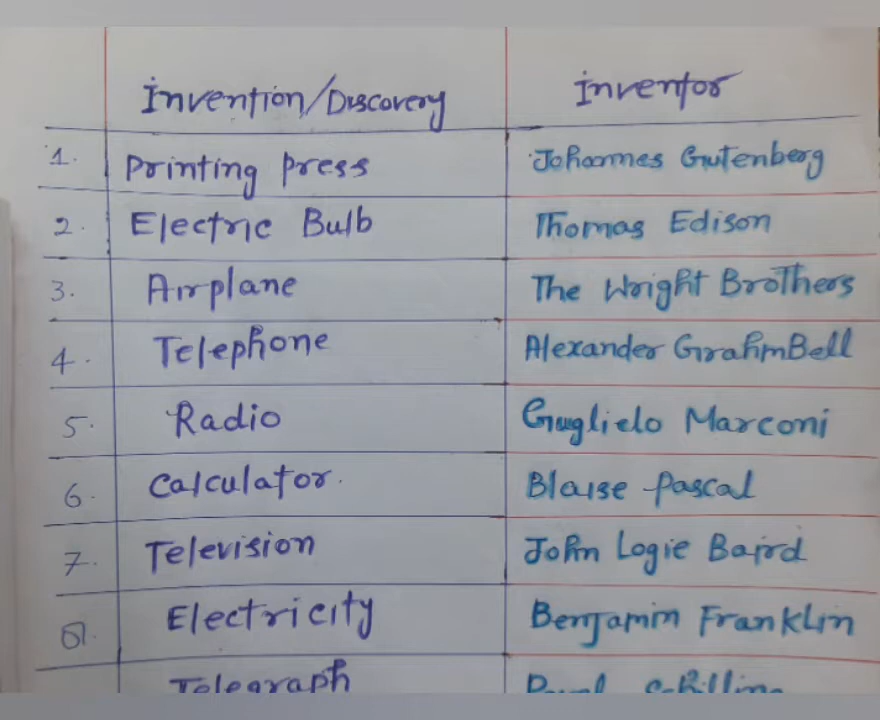 Invention/Discovery Inventor
1. Printing press Johannes Gutenberg
2. Electric Bulb Thomas Edison
3. Airplane The Wright Brothers
4. Telephone Alexander GrahmBell
5. Radio Guglielo Marconi
6. Calculator. Blaise Pascal
7. Television John Logie Baird
8. Electricity Benjamin Franklin
Telegraph